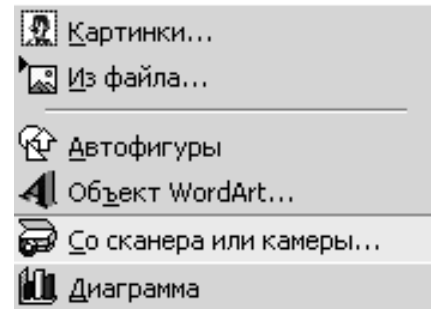 Картинки...
Из файла...
Автофигуры
Объект WordArt...
Со сканера или камеры...
Диаграмма